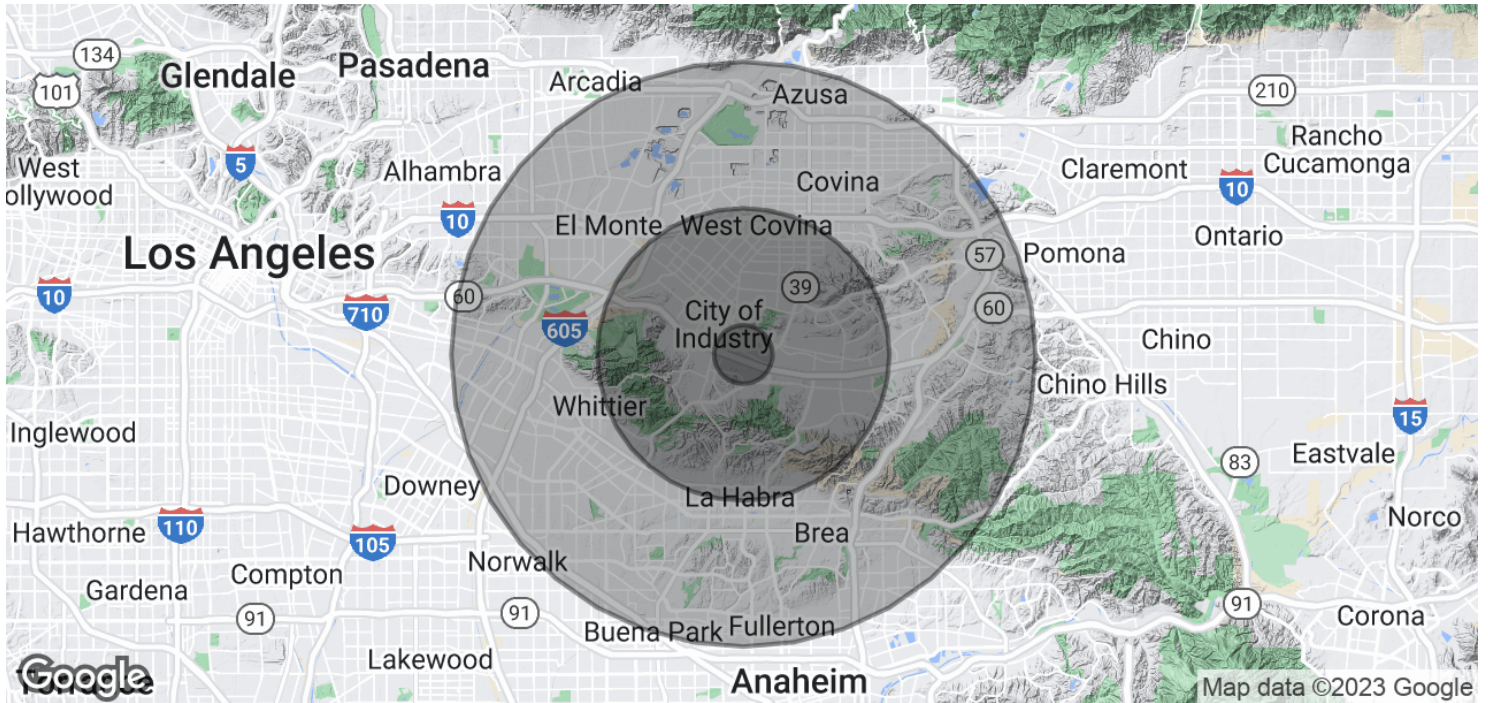 134
Glendale
Pasadena
Arcadia
Azusa
101
210
Rancho
Cucamonga
5
West
ollywood
Alhambra
Covina
Claremont
10
10
El Monte
West Covina
Ontario
Los Angeles
57
Pomona
39
10
60
710
605
City of
Industry
60
Chino
Whittier
Chino Hills
15
Inglewood
Eastvale
83
Downey
La Habra
Hawthorne
110
105
Brea
Norco
Norwalk
Compton
Gardena
91
91
91
Corona
Buena Park
Fullerton
Lakewood
Anaheim
Google
Map data ©2023 Google